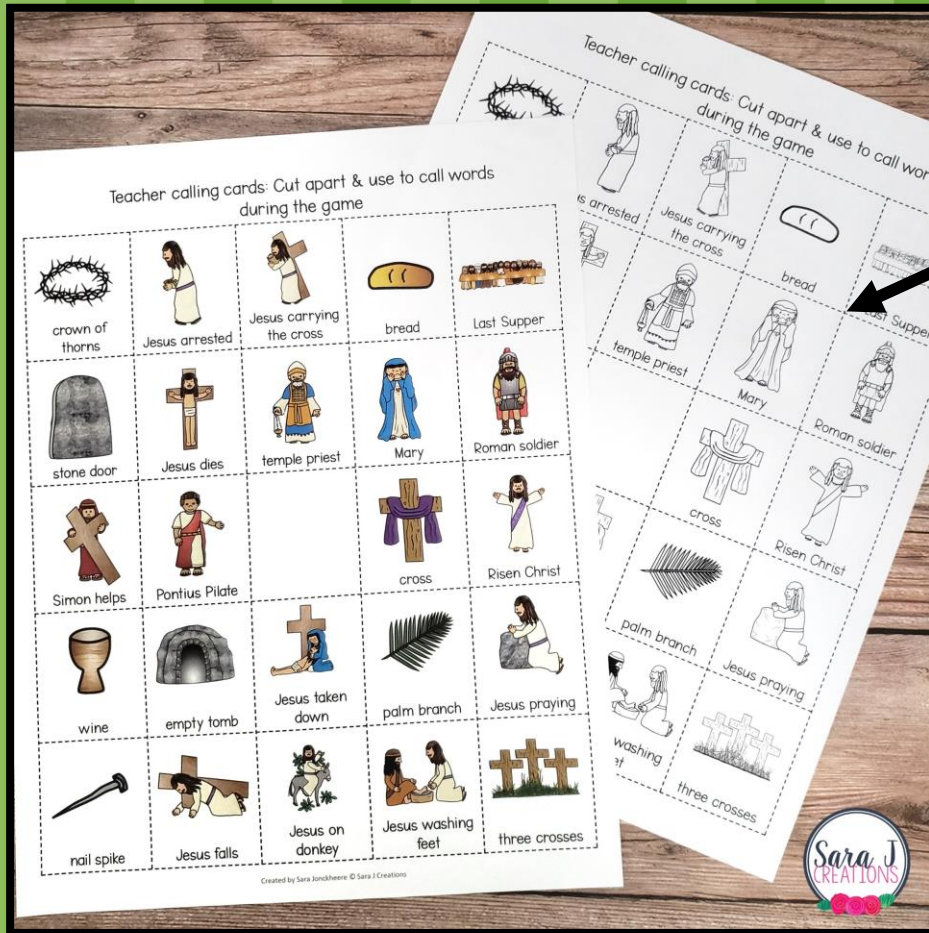 Teacher calling cards: Cut apart & use to call words
during the game
crown of
thorns
Jesus arrested
Jesus carrying
the cross
bread
Last Supper
stone door
Jesus dies
temple priest
Mary
Roman soldier
Simon helps
Pontius Pilate
cross
Risen Christ
wine
empty tomb
Jesus taken
down
palm branch
Jesus praying
nail spike
Jesus falls
Jesus on
donkey
Jesus washing
feet
three crosses
Created by Sara Jonckheere © Sara J Creations
Teacher calling cards: Cut apart & use to call wor
during the game
s arrested
Jesus carrying
the cross
bread
Last Supper
temple priest
Mary
Roman soldier
cross
Risen Christ
palm branch
Jesus praying
washing
et
three crosses
Sara J
CREATIONS